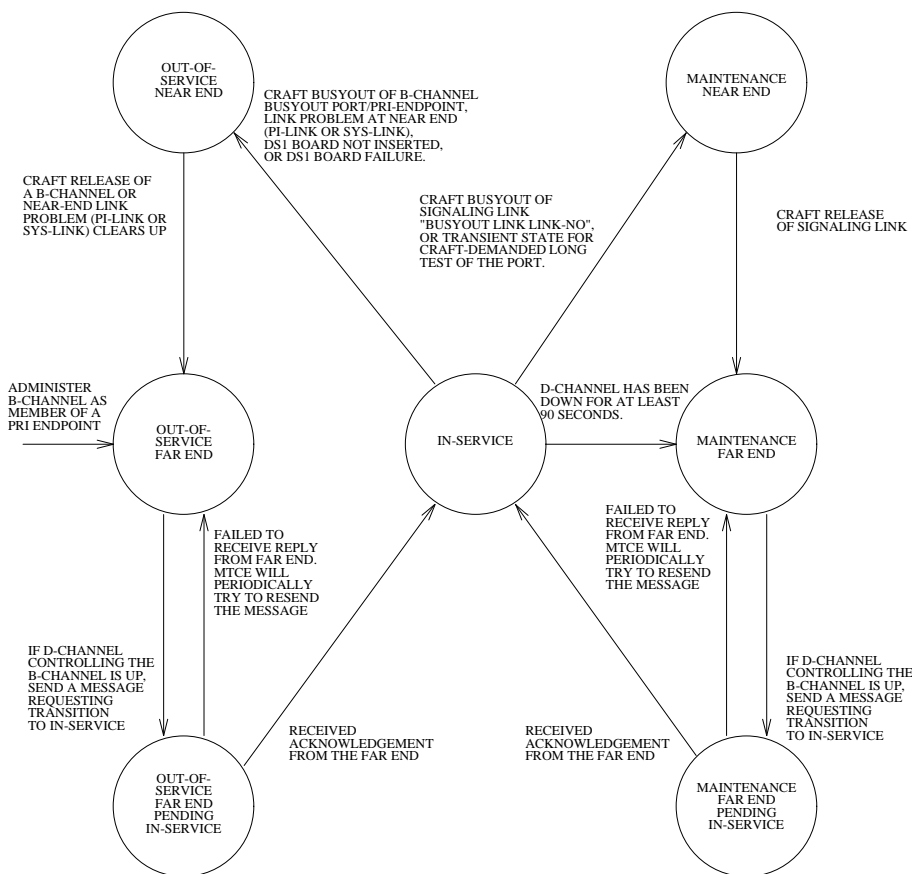 OUT-OF-
SERVICE
NEAR END
CRAFT BUSYOUT OF B-CHANNEL
BUSYOUT PORT/PRI-ENDPOINT,
LINK PROBLEM AT NEAR END
(PI-LINK OR SYS-LINK),
DS1 BOARD NOT INSERTED,
OR DS1 BOARD FAILURE.
MAINTENANCE
NEAR END
CRAFT RELEASE OF
A B-CHANNEL OR
NEAR-END LINK
PROBLEM (PI-LINK OR
SYS-LINK) CLEARS UP
CRAFT BUSYOUT OF
SIGNALING LINK
"BUSYOUT LINK LINK-NO",
OR TRANSIENT STATE FOR
CRAFT-DEMANDED LONG
TEST OF THE PORT.
CRAFT RELEASE
OF SIGNALING LINK
ADMINISTER
B-CHANNEL AS
MEMBER OF A
PRI ENDPOINT
OUT-OF-
SERVICE
FAR END
IN-SERVICE
D-CHANNEL HAS BEEN
DOWN FOR AT LEAST
90 SECONDS.
MAINTENANCE
FAR END
FAILED TO
RECEIVE REPLY
FROM FAR END.
MTCE WILL
PERIODICALLY
TRY TO RESEND
THE MESSAGE
FAILED TO
RECEIVE REPLY
FROM FAR END.
MTCE WILL
PERIODICALLY
TRY TO RESEND
THE MESSAGE
IF D-CHANNEL
CONTROLLING THE
B-CHANNEL IS UP,
SEND A MESSAGE
REQUESTING
TRANSITION
TO IN-SERVICE
IF D-CHANNEL
CONTROLLING THE
B-CHANNEL IS UP,
SEND A MESSAGE
REQUESTING
TRANSITION
TO IN-SERVICE
RECEIVED
ACKNOWLEDGEMENT
FROM THE FAR END
RECEIVED
ACKNOWLEDGEMENT
FROM THE FAR END
OUT-OF-
SERVICE
FAR END
PENDING
IN-SERVICE
MAINTENANCE
FAR END
PENDING
IN-SERVICE